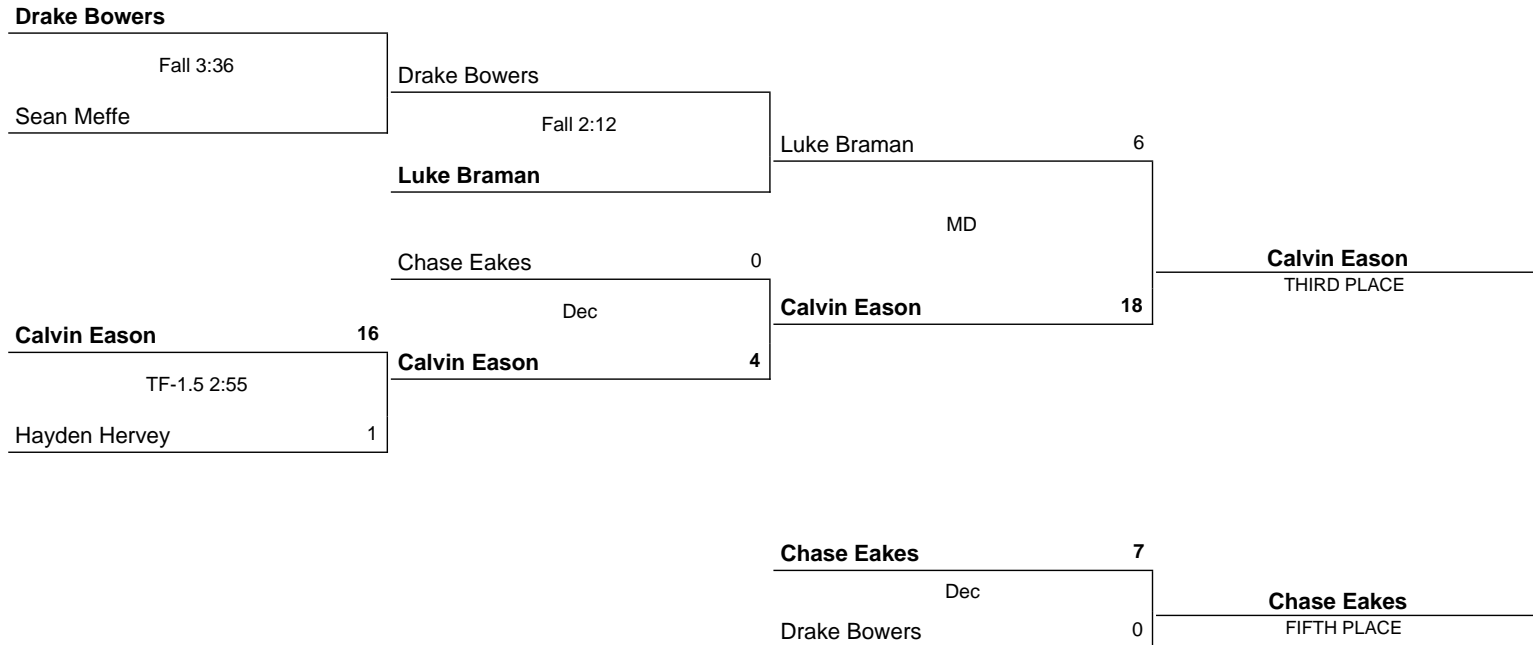 Drake Bowers
Fall 3:36
Sean Meffe
Drake Bowers
Fall 2:12
Luke Braman
Luke Braman 6
MD
Calvin Eason 18
Chase Eakes 0
Dec
Calvin Eason 4
Calvin Eason 16
TF-1.5 2:55
Hayden Hervey 1
Calvin Eason
THIRD PLACE
Chase Eakes 7
Dec
Drake Bowers 0
Chase Eakes
FIFTH PLACE